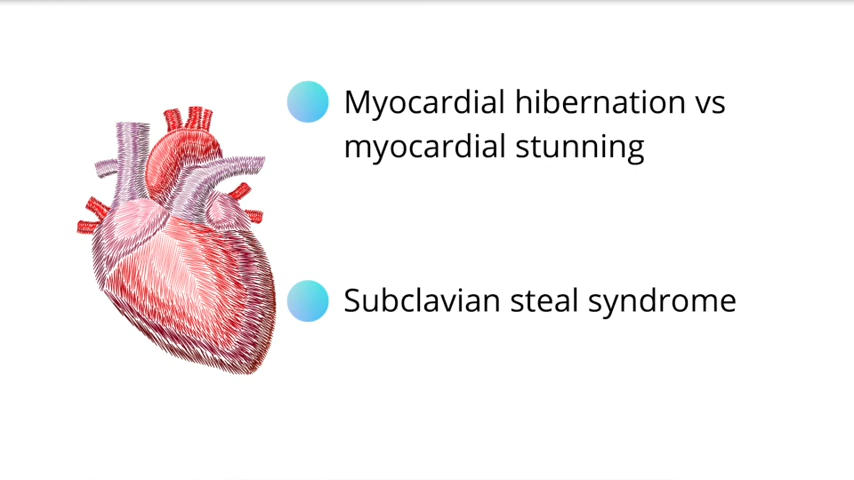 Myocardial hibernation vs
myocardial stunning
Subclavian steal syndrome